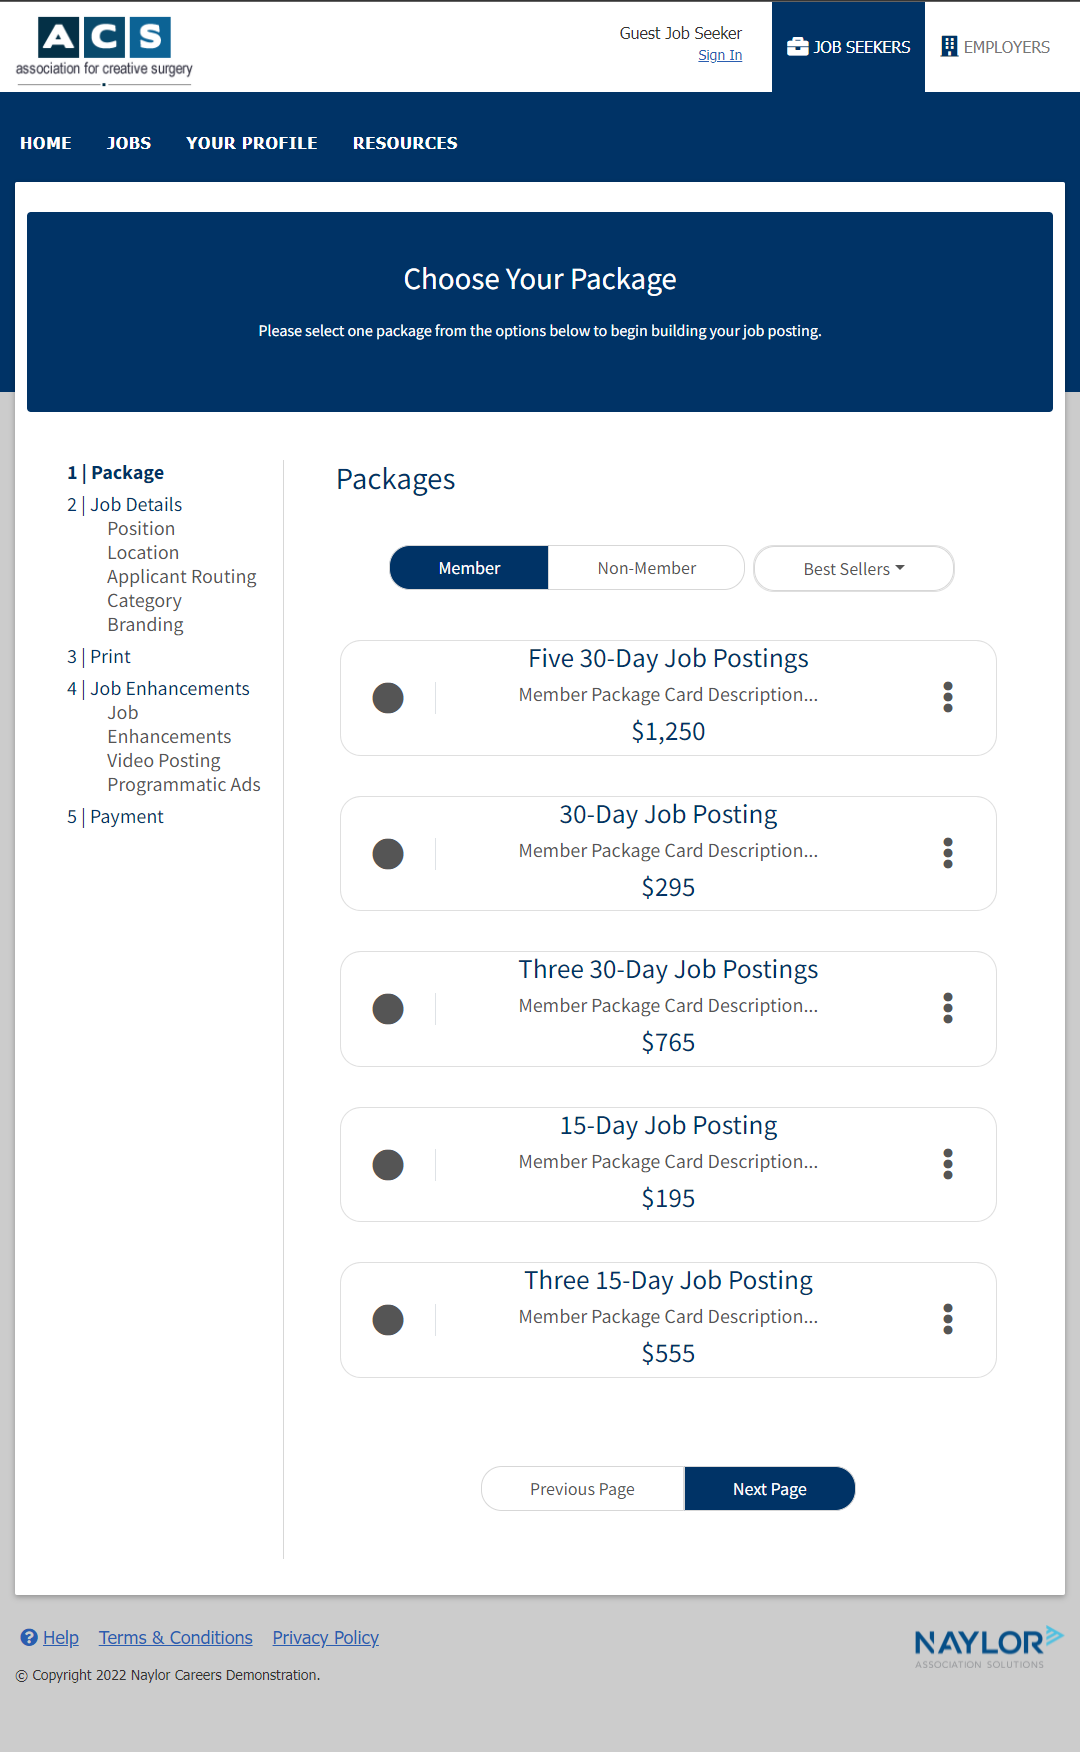 ACS
association for creative surgery
Guest Job Seeker
Sign In
JOB SEEKERS
EMPLOYERS
HOME JOBS YOUR PROFILE RESOURCES
Choose Your Package
Please select one package from the options below to begin building your job posting.
1 | Package
2 | Job Details
Position
Location
Applicant Routing
Category
Branding
3 | Print
4 | Job Enhancements
Job
Enhancements
Video Posting
Programmatic Ads
5 | Payment
Packages
Member Non-Member Best Sellers
Five 30-Day Job Postings
Member Package Card Description...
$1,250
30-Day Job Posting
Member Package Card Description...
$295
Three 30-Day Job Postings
Member Package Card Description...
$765
15-Day Job Posting
Member Package Card Description...
$195
Three 15-Day Job Posting
Member Package Card Description...
$555
Previous Page Next Page
Help Terms & Conditions Privacy Policy
© Copyright 2022 Naylor Careers Demonstration.
NAYLOR
ASSOCIATION SOLUTIONS